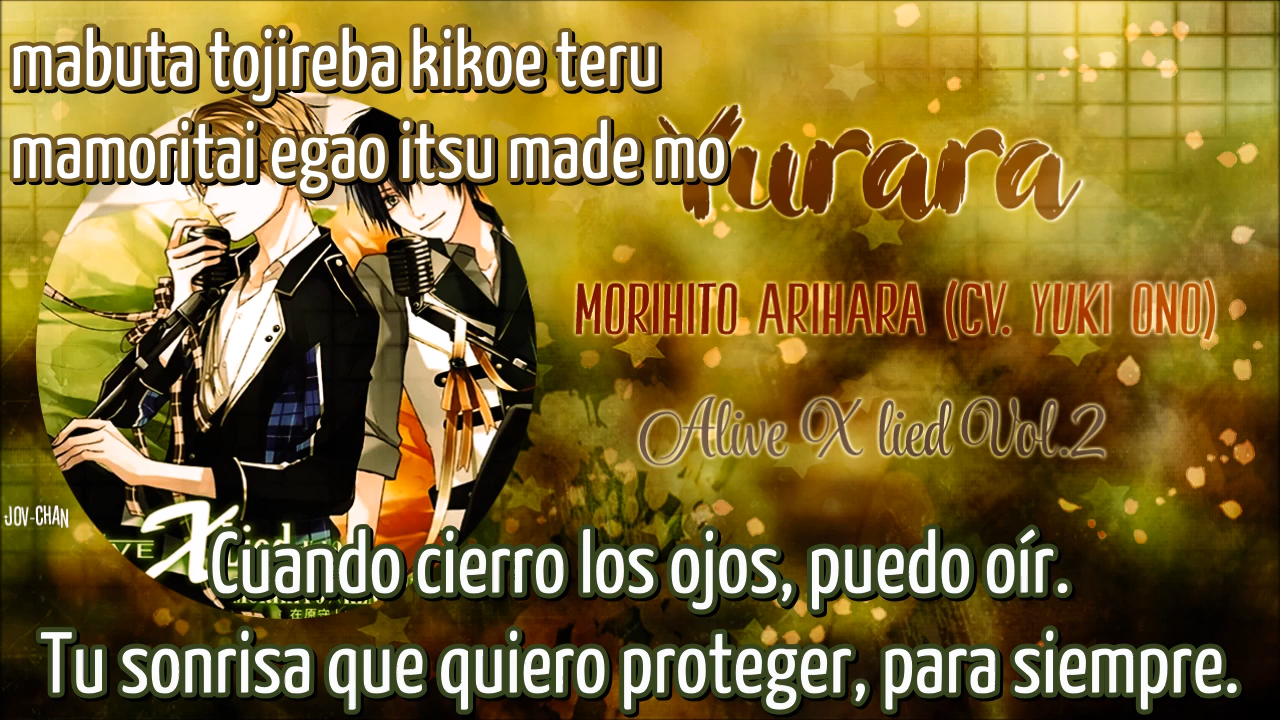 mabuta tojireba kikoe teru
mamoritai egao itsu made mo
Yurara
MORIHITO ARIHARA (CV. YUKI ONO)
Alive X lied Vol.2
JOV-CHAN
X lied
Cuando cierro los ojos, puedo oír.
Tu sonrisa que quiero proteger, para siempre.